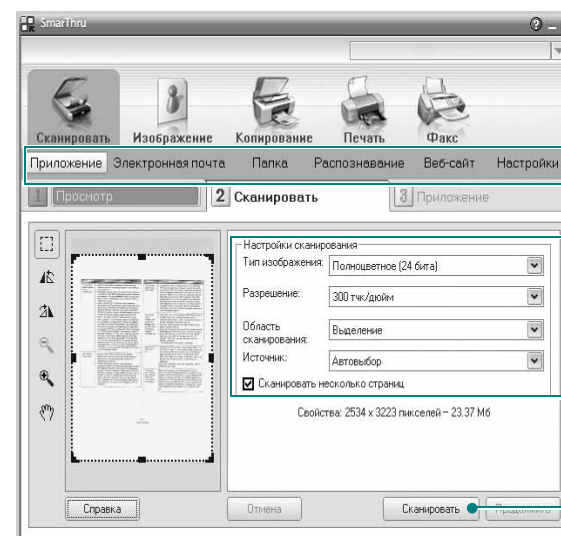 SmarThru
Сканировать Изображение Копирование Печать Факс
Приложение Электронная почта Папка Распознавание Веб-сайт Настройки
1 Просмотр 2 Сканировать 3 Приложение
Настройки сканирования
Тип изображения: Полноцветное (24 бита)
Разрешение: 300 тчк./дюйм
Область сканирования: Выделение
Источник: Автовыбор
Сканировать несколько страниц
Свойства: 2534 x 3223 пикселей – 23.37 Мб
Справка Отмена Сканировать Продолжить